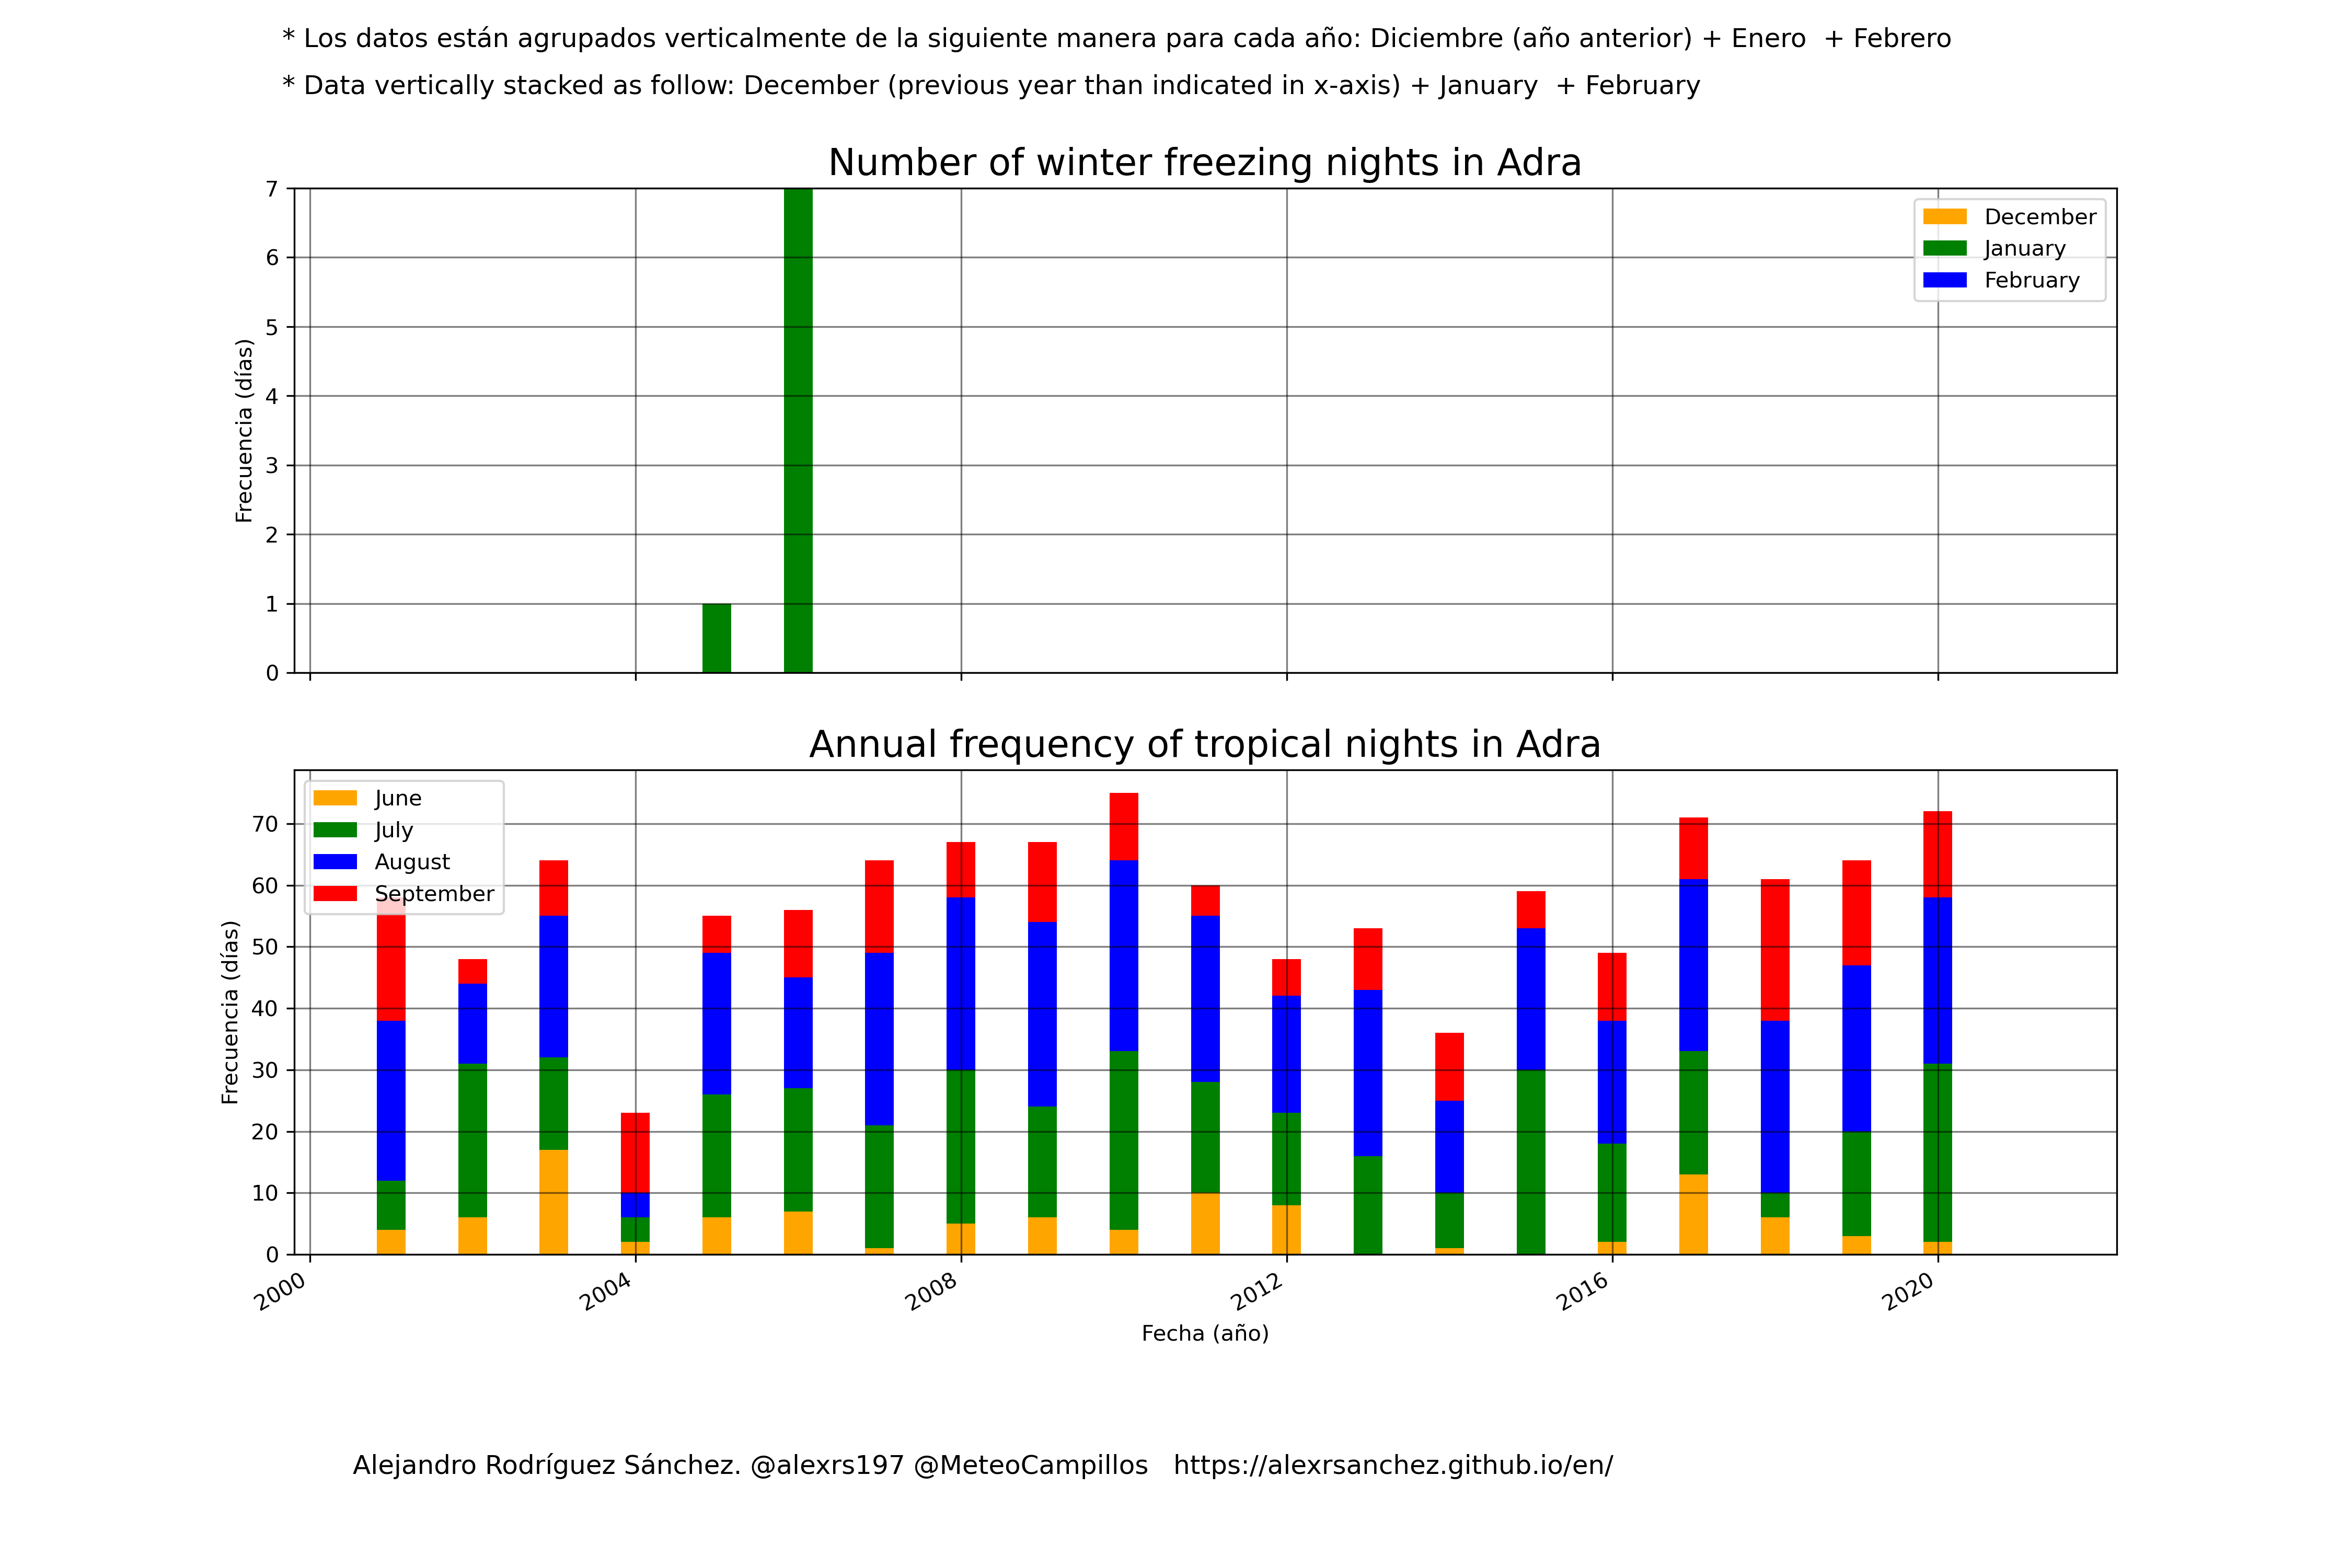 * Los datos están agrupados verticalmente de la siguiente manera para cada año: Diciembre (año anterior) + Enero  + Febrero
* Data vertically stacked as follow: December (previous year than indicated in x-axis) + January  + February
Number of winter freezing nights in Adra
7
6
5
4
3
2
1
0
Frecuencia (días)
December
January
February
Annual frequency of tropical nights in Adra
70
60
50
40
30
20
10
0
Frecuencia (días)
June
July
August
September
2000
2004
2008
2012
2016
2020
Fecha (año)
Alejandro Rodríguez Sánchez. @alexrs197 @MeteoCampillos   https://alexrsanchez.github.io/en/